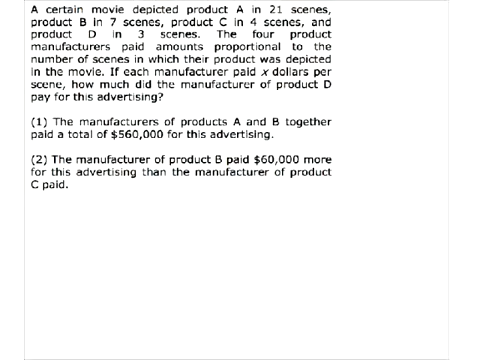 A certain movie depicted product A in 21 scenes,
product B in 7 scenes, product C in 4 scenes, and
product D in 3 scenes. The four product
manufacturers paid amounts proportional to the
number of scenes in which their product was depicted
in the movie. If each manufacturer paid x dollars per
scene, how much did the manufacturer of product D
pay for this advertising?
(1) The manufacturers of products A and B together
paid a total of $560,000 for this advertising.
(2) The manufacturer of product B paid $60,000 more
for this advertising than the manufacturer of product
C paid.